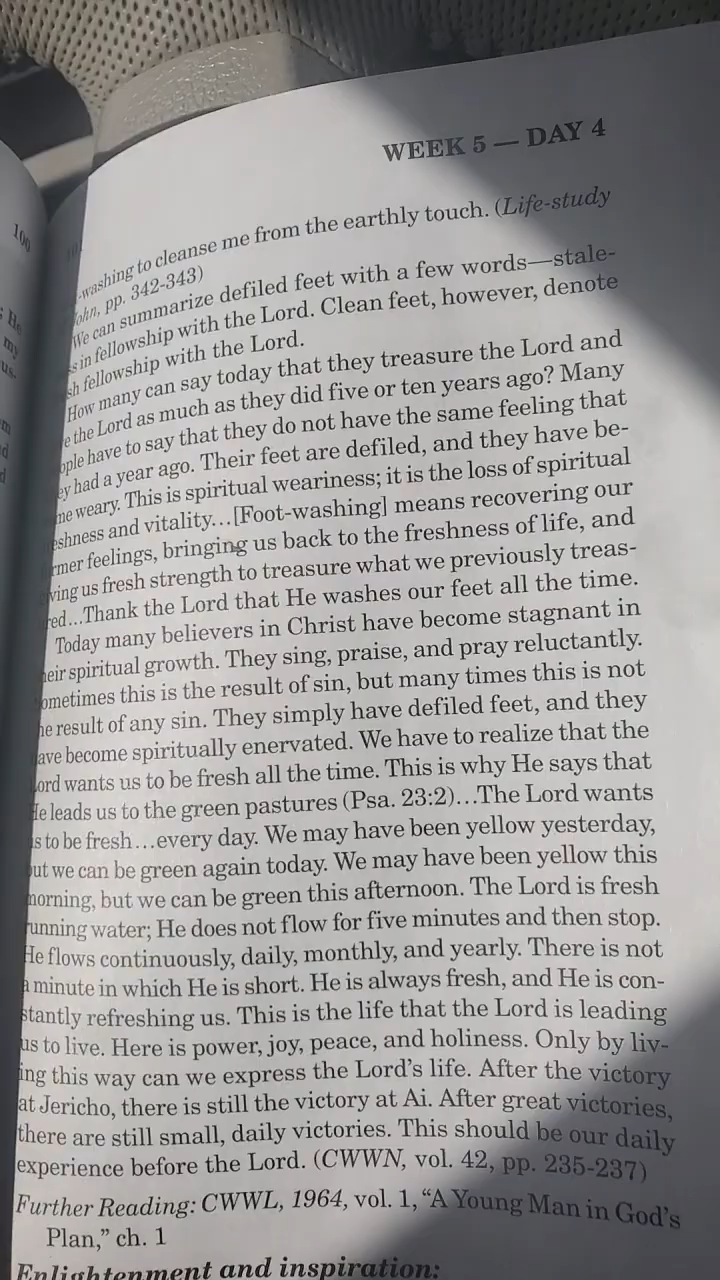 WEEK 5 — DAY 4
-washing to cleanse me from the earthly touch. (Life-study
ohn, pp. 342-343)
We can summarize defiled feet with a few words—stale-
s in fellowship with the Lord. Clean feet, however, denote
sh fellowship with the Lord.
How many can say today that they treasure the Lord and
e the Lord as much as they did five or ten years ago? Many
ople have to say that they do not have the same feeling that
ey had a year ago. Their feet are defiled, and they have be-
me weary. This is spiritual weariness; it is the loss of spiritual
eshness and vitality…[Foot-washing] means recovering our
rmer feelings, bringing us back to the freshness of life, and
ving us fresh strength to treasure what we previously treas-
red…Thank the Lord that He washes our feet all the time.
Today many believers in Christ have become stagnant in
heir spiritual growth. They sing, praise, and pray reluctantly.
ometimes this is the result of sin, but many times this is not
he result of any sin. They simply have defiled feet, and they
ave become spiritually enervated. We have to realize that the
ord wants us to be fresh all the time. This is why He says that
He leads us to the green pastures (Psa. 23:2)…The Lord wants
us to be fresh…every day. We may have been yellow yesterday,
but we can be green again today. We may have been yellow this
morning, but we can be green this afternoon. The Lord is fresh
running water; He does not flow for five minutes and then stop.
He flows continuously, daily, monthly, and yearly. There is not
a minute in which He is short. He is always fresh, and He is con-
stantly refreshing us. This is the life that the Lord is leading
us to live. Here is power, joy, peace, and holiness. Only by liv-
ing this way can we express the Lord's life. After the victory
at Jericho, there is still the victory at Ai. After great victories,
there are still small, daily victories. This should be our daily
experience before the Lord. (CWWN, vol. 42, pp. 235-237)
Further Reading: CWWL, 1964, vol. 1, “A Young Man in God's
Plan,” ch. 1
Enlightenment and inspiration: